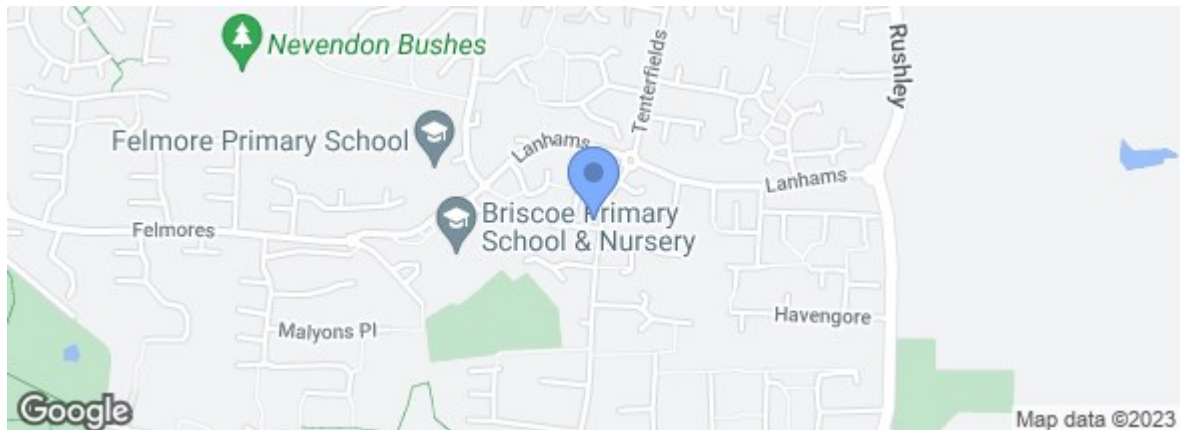 Nevendon Bushes
Tenterfields
Rushley
Felmore Primary School
Lanhams
Lanhams
Briscoe Primary
School & Nursery
Felmores
Havengore
Malyons Pl
Google
Map data ©2023